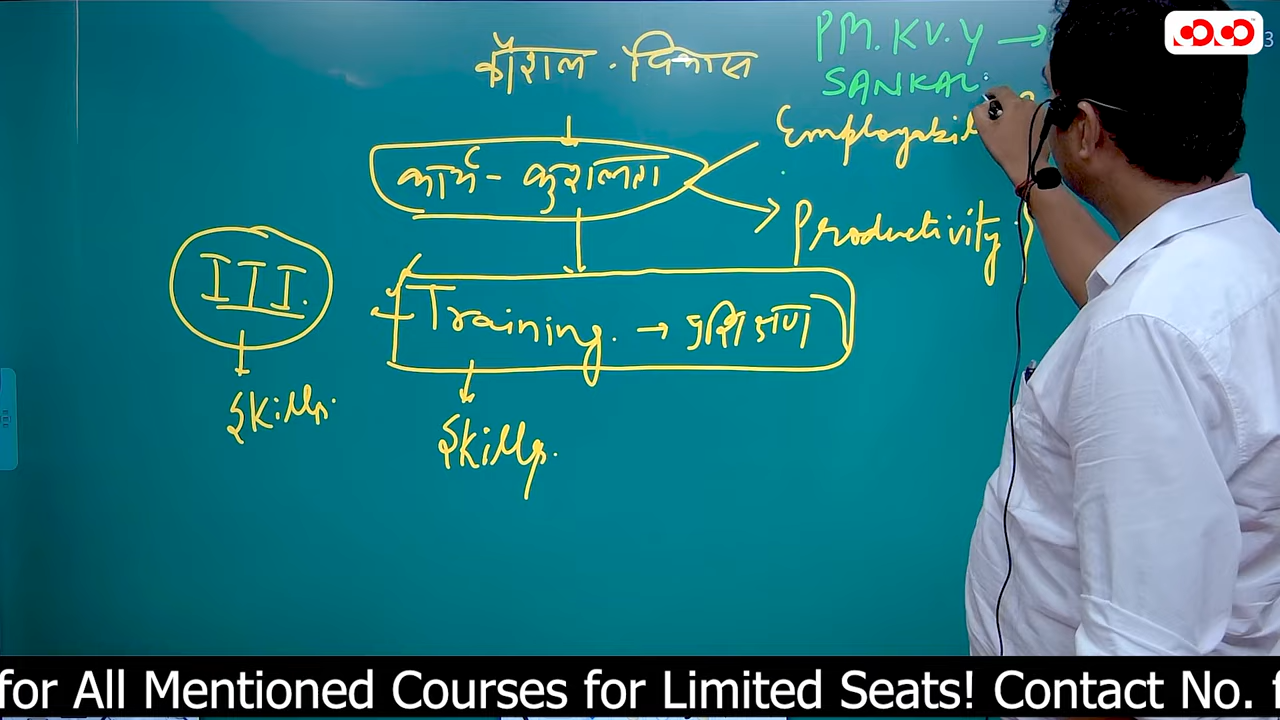 कौशल . विकास
PM.KV.Y →
SANKAL
कार्य - कुशलता
Employabil
Productivity
ITI.
Training. → प्रशिक्षण
Skills.
Skills.
for All Mentioned Courses for Limited Seats! Contact No. f